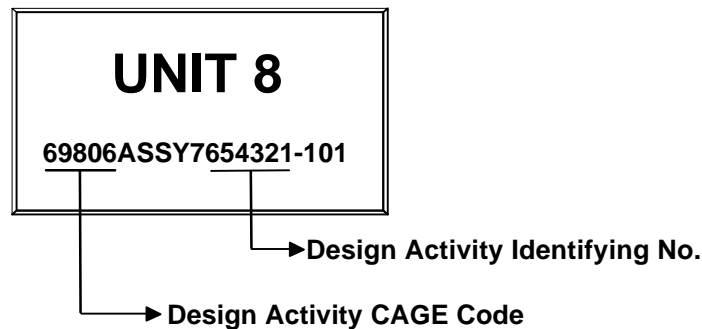 UNIT 8
69806ASSY7654321-101
Design Activity Identifying No.
Design Activity CAGE Code